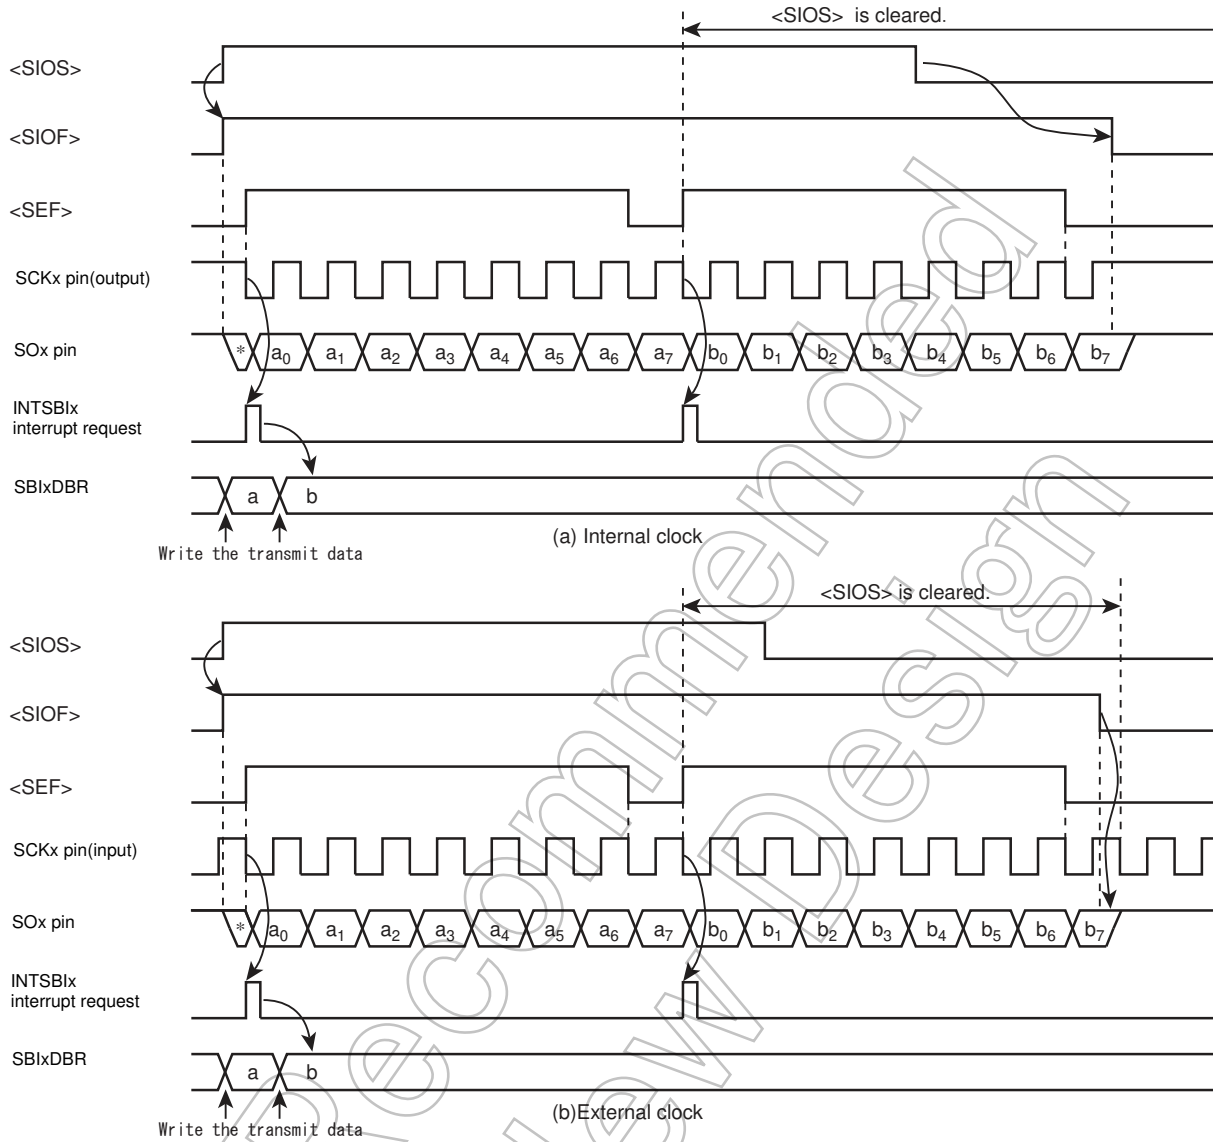 <SIOS> is cleared.
<SIOS>
<SIOF>
<SEF>
SCKx pin(output)
SOx pin
* a0 a1 a2 a3 a4 a5 a6 a7 b0 b1 b2 b3 b4 b5 b6 b7
INTSBIx
interrupt request
SBIxDBR
a b
Write the transmit data
(a) Internal clock
<SIOS> is cleared.
<SIOS>
<SIOF>
<SEF>
SCKx pin(input)
SOx pin
* a0 a1 a2 a3 a4 a5 a6 a7 b0 b1 b2 b3 b4 b5 b6 b7
INTSBIx
interrupt request
SBIxDBR
a b
Write the transmit data
(b)External clock
Recommended
New Design